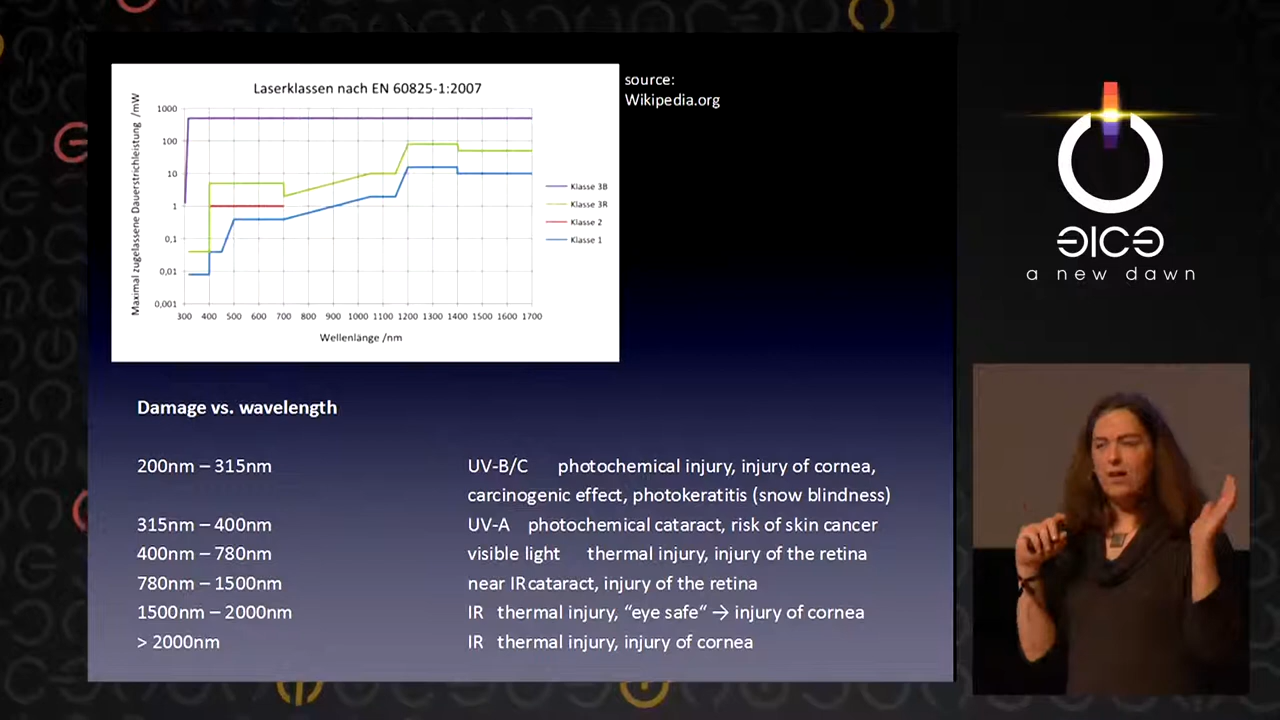 Laserklassen nach EN 60825-1:2007
Maximal zugelassene Dauerstrichleistung /mW
1000
100
10
1
0,1
0,01
0,001
300 400 500 600 700 800 900 1000 1100 1200 1300 1400 1500 1600 1700
Wellenlänge /nm
Klasse 3B
Klasse 3R
Klasse 2
Klasse 1
source:
Wikipedia.org
Damage vs. wavelength
200nm – 315nm UV-B/C photochemical injury, injury of cornea,
carcinogenic effect, photokeratitis (snow blindness)
315nm – 400nm UV-A photochemical cataract, risk of skin cancer
400nm – 780nm visible light thermal injury, injury of the retina
780nm – 1500nm near IRcataract, injury of the retina
1500nm – 2000nm IR thermal injury, “eye safe“ → injury of cornea
> 2000nm IR thermal injury, injury of cornea
a new dawn